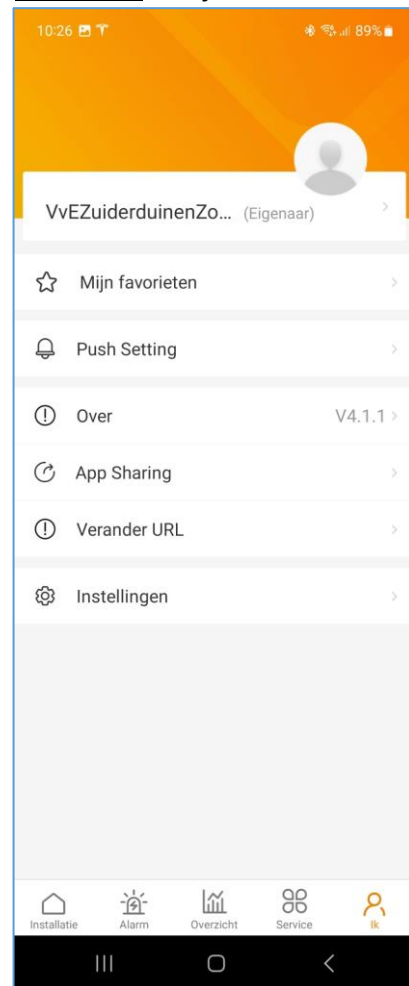 10:26 89%
VvEZuiderduinenZo... (Eigenaar)
Mijn favorieten
Push Setting
Over V4.1.1
App Sharing
Verander URL
Instellingen
Installatie Alarm Overzicht Service Ik